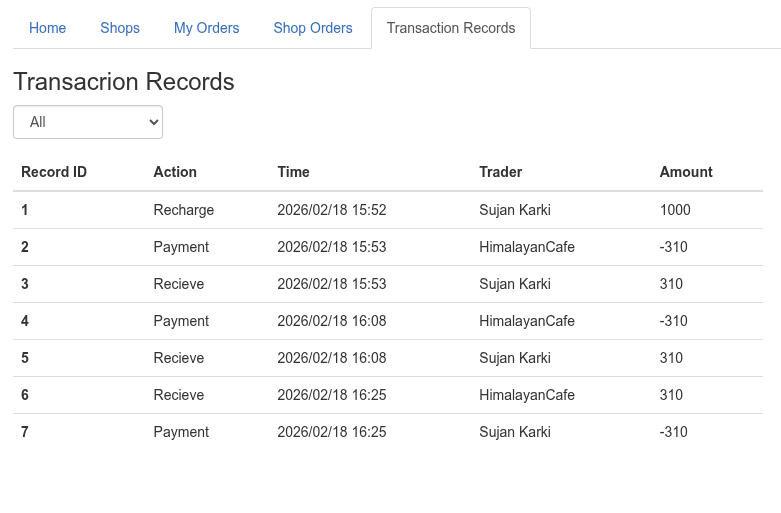 Home Shops My Orders Shop Orders Transaction Records
Transacrion Records
All
Record ID Action Time Trader Amount
1 Recharge 2026/02/18 15:52 Sujan Karki 1000
2 Payment 2026/02/18 15:53 HimalayanCafe -310
3 Recieve 2026/02/18 15:53 Sujan Karki 310
4 Payment 2026/02/18 16:08 HimalayanCafe -310
5 Recieve 2026/02/18 16:08 Sujan Karki 310
6 Recieve 2026/02/18 16:25 HimalayanCafe 310
7 Payment 2026/02/18 16:25 Sujan Karki -310